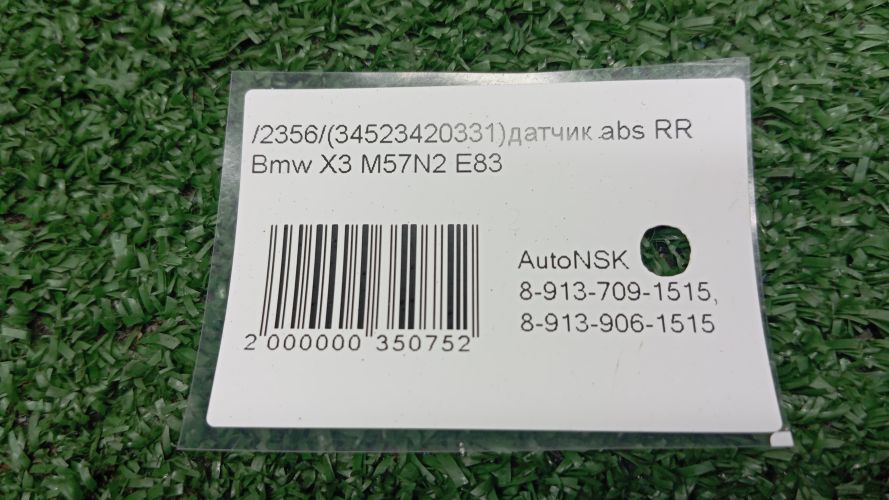 /2356/(34523420331)датчик abs RR
Bmw X3 M57N2 E83
AutoNSK
8-913-709-1515,
8-913-906-1515
2 000000 350752